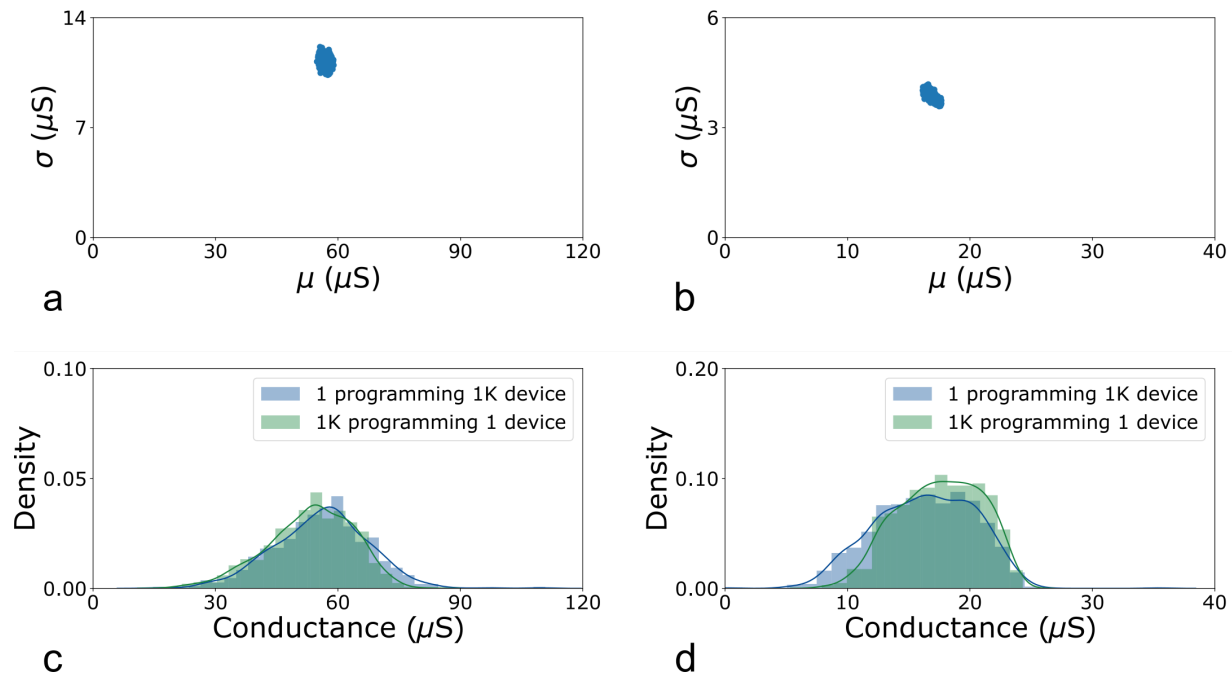 14
7
0
σ (μS)
0 30 60 90 120
μ (μS)
a
6
3
0
σ (μS)
0 10 20 30 40
μ (μS)
b
0.10
0.05
0.00
Density
1 programming 1K device
1K programming 1 device
0 30 60 90 120
Conductance (μS)
c
0.20
0.10
0.00
Density
1 programming 1K device
1K programming 1 device
0 10 20 30 40
Conductance (μS)
d